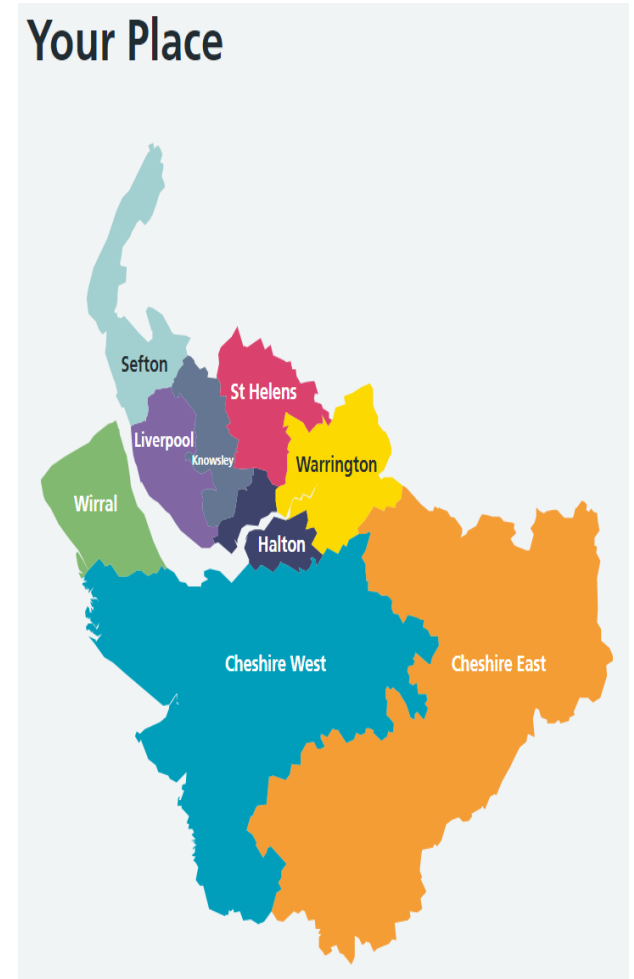 Your Place
Sefton
St Helens
Liverpool
Knowsley
Warrington
Wirral
Halton
Cheshire West
Cheshire East